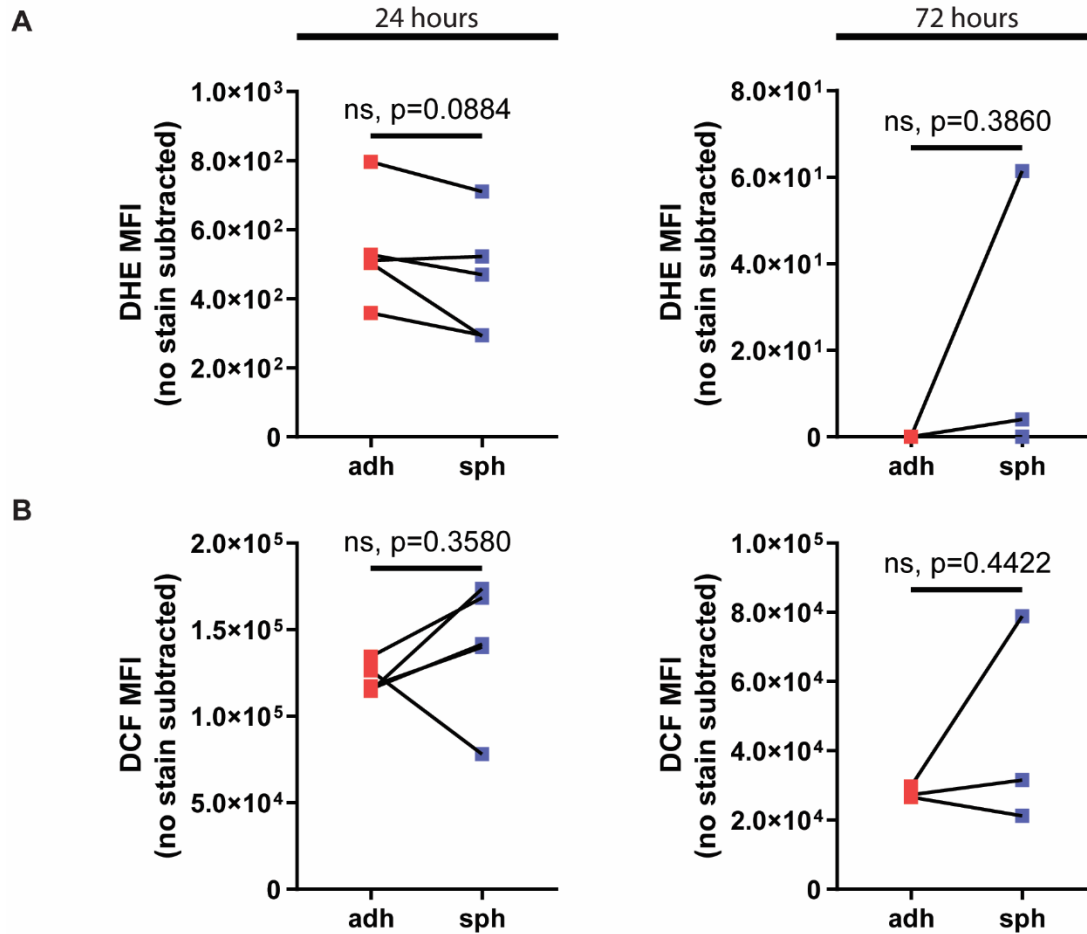 A
24 hours
72 hours
DHE MFI
(no stain subtracted)
1.0×10³
8.0×10²
6.0×10²
4.0×10²
2.0×10²
0
ns, p=0.0884
adh sph
DHE MFI
(no stain subtracted)
8.0×10¹
6.0×10¹
4.0×10¹
2.0×10¹
0
ns, p=0.3860
adh sph
B
DCF MFI
(no stain subtracted)
2.0×10⁵
1.5×10⁵
1.0×10⁵
5.0×10⁴
0
ns, p=0.3580
adh sph
DCF MFI
(no stain subtracted)
1.0×10⁵
8.0×10⁴
6.0×10⁴
4.0×10⁴
2.0×10⁴
0
ns, p=0.4422
adh sph